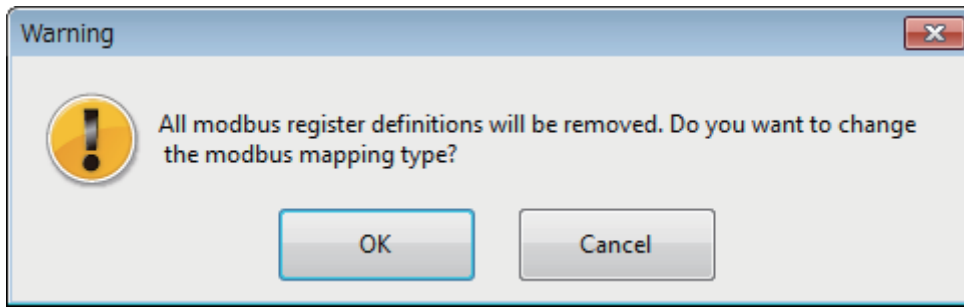 Warning
All modbus register definitions will be removed. Do you want to change
the modbus mapping type?
OK
Cancel